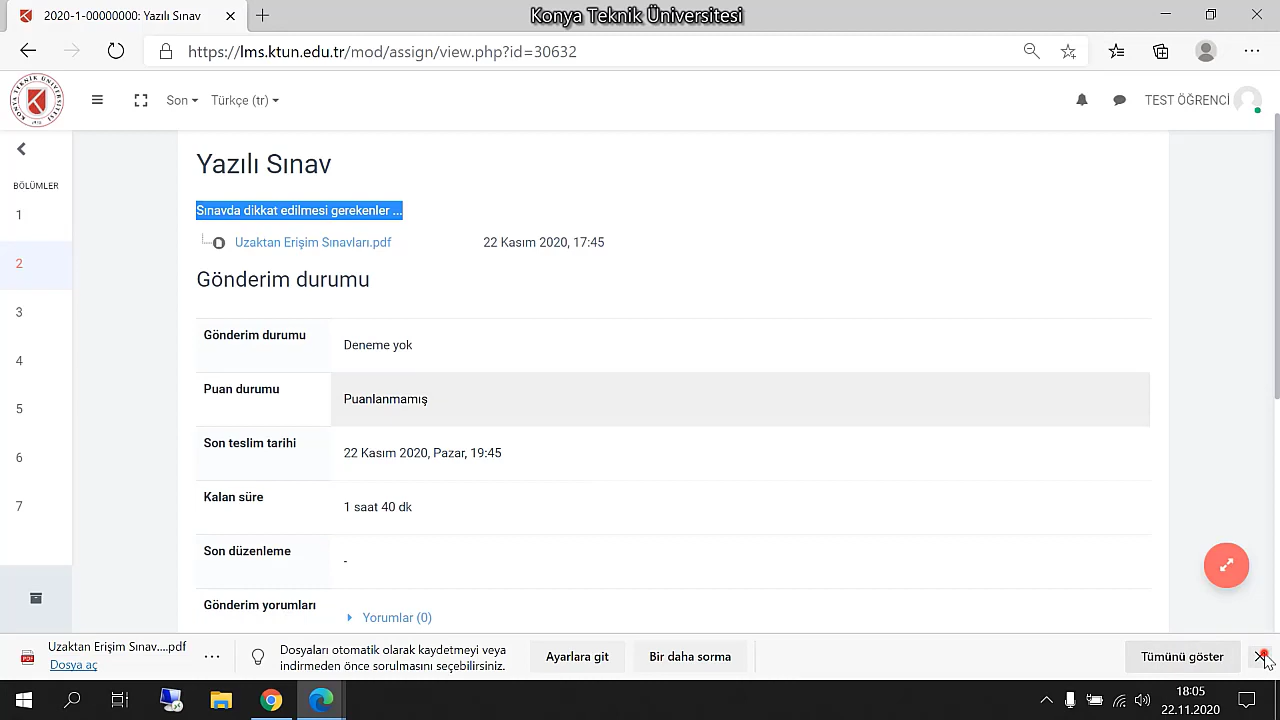 2020-1-00000000: Yazılı Sınav
Konya Teknik Üniversitesi
https://lms.ktun.edu.tr/mod/assign/view.php?id=30632
Son
Türkçe (tr)
TEST ÖĞRENCİ
BÖLÜMLER
1
2
3
4
5
6
7
Yazılı Sınav
Sınavda dikkat edilmesi gerekenler ...
Uzaktan Erişim Sınavları.pdf 22 Kasım 2020, 17:45
Gönderim durumu
Gönderim durumu Deneme yok
Puan durumu Puanlanmamış
Son teslim tarihi 22 Kasım 2020, Pazar, 19:45
Kalan süre 1 saat 40 dk
Son düzenleme -
Gönderim yorumları Yorumlar (0)
Uzaktan Erişim Sınav....pdf
Dosya aç
Dosyaları otomatik olarak kaydetmeyi veya
indirmeden önce sorulmasını seçebilirsiniz.
Ayarlara git
Bir daha sorma
Tümünü göster
18:05
22.11.2020